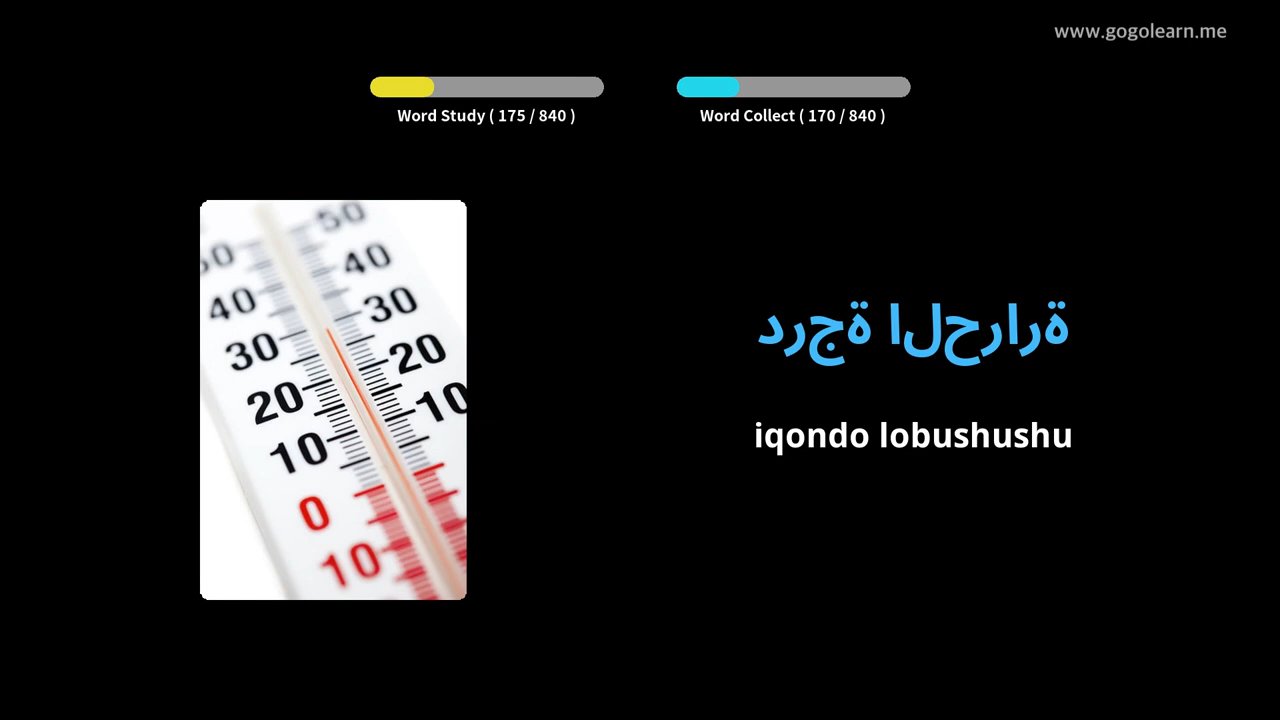 www.gogolearn.me
Word Study ( 175 / 840 )
Word Collect ( 170 / 840 )
50
40
30
20
10
0
10
50
40
30
20
10
درجة الحرارة
iqondo lobushushu